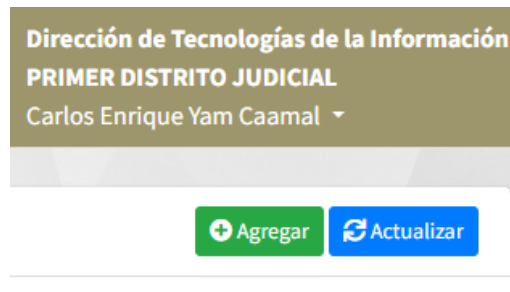 Dirección de Tecnologías de la Información
PRIMER DISTRITO JUDICIAL
Carlos Enrique Yam Caamal
Agregar Actualizar